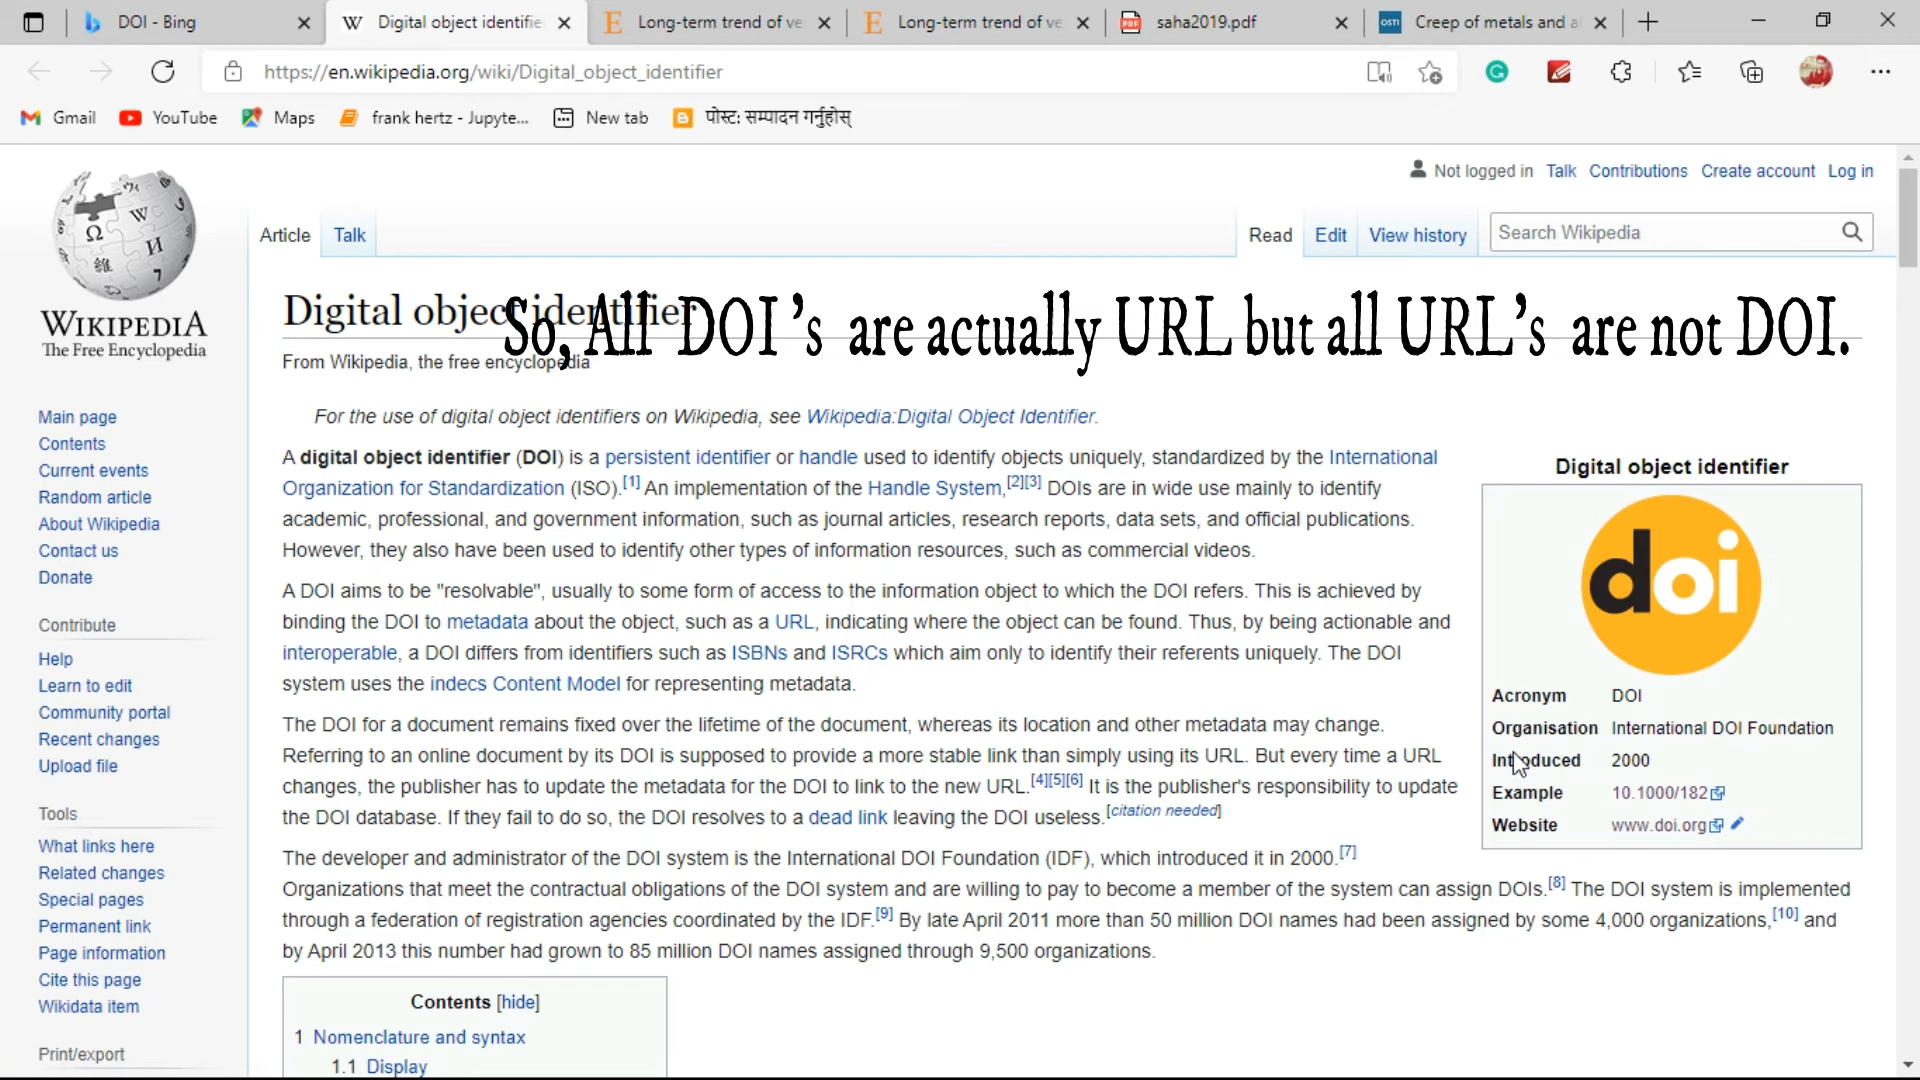 DOI - Bing
Digital object identifie
Long-term trend of ve
Long-term trend of ve
saha2019.pdf
Creep of metals and a
https://en.wikipedia.org/wiki/Digital_object_identifier
Gmail YouTube Maps frank hertz - Jupyte... New tab पोस्ट: सम्पादन गर्नुहोस्
Not logged in Talk Contributions Create account Log in
Article Talk Read Edit View history Search Wikipedia
WIKIPEDIA
The Free Encyclopedia
Digital object identifier
So, All DOI's are actually URL but all URL's are not DOI.
From Wikipedia, the free encyclopedia
Main page
Contents
Current events
Random article
About Wikipedia
Contact us
Donate
Contribute
Help
Learn to edit
Community portal
Recent changes
Upload file
Tools
What links here
Related changes
Special pages
Permanent link
Page information
Cite this page
Wikidata item
Print/export
For the use of digital object identifiers on Wikipedia, see Wikipedia:Digital Object Identifier.
A digital object identifier (DOI) is a persistent identifier or handle used to identify objects uniquely, standardized by the International
Organization for Standardization (ISO).[1] An implementation of the Handle System,[2][3] DOIs are in wide use mainly to identify
academic, professional, and government information, such as journal articles, research reports, data sets, and official publications.
However, they also have been used to identify other types of information resources, such as commercial videos.
A DOI aims to be "resolvable", usually to some form of access to the information object to which the DOI refers. This is achieved by
binding the DOI to metadata about the object, such as a URL, indicating where the object can be found. Thus, by being actionable and
interoperable, a DOI differs from identifiers such as ISBNs and ISRCs which aim only to identify their referents uniquely. The DOI
system uses the indecs Content Model for representing metadata.
The DOI for a document remains fixed over the lifetime of the document, whereas its location and other metadata may change.
Referring to an online document by its DOI is supposed to provide a more stable link than simply using its URL. But every time a URL
changes, the publisher has to update the metadata for the DOI to link to the new URL.[4][5][6] It is the publisher's responsibility to update
the DOI database. If they fail to do so, the DOI resolves to a dead link leaving the DOI useless.[citation needed]
The developer and administrator of the DOI system is the International DOI Foundation (IDF), which introduced it in 2000.[7]
Organizations that meet the contractual obligations of the DOI system and are willing to pay to become a member of the system can assign DOIs.[8] The DOI system is implemented
through a federation of registration agencies coordinated by the IDF.[9] By late April 2011 more than 50 million DOI names had been assigned by some 4,000 organizations,[10] and
by April 2013 this number had grown to 85 million DOI names assigned through 9,500 organizations.
Digital object identifier
doi
Acronym DOI
Organisation International DOI Foundation
Introduced 2000
Example 10.1000/182
Website www.doi.org
Contents [hide]
1 Nomenclature and syntax
1.1 Display